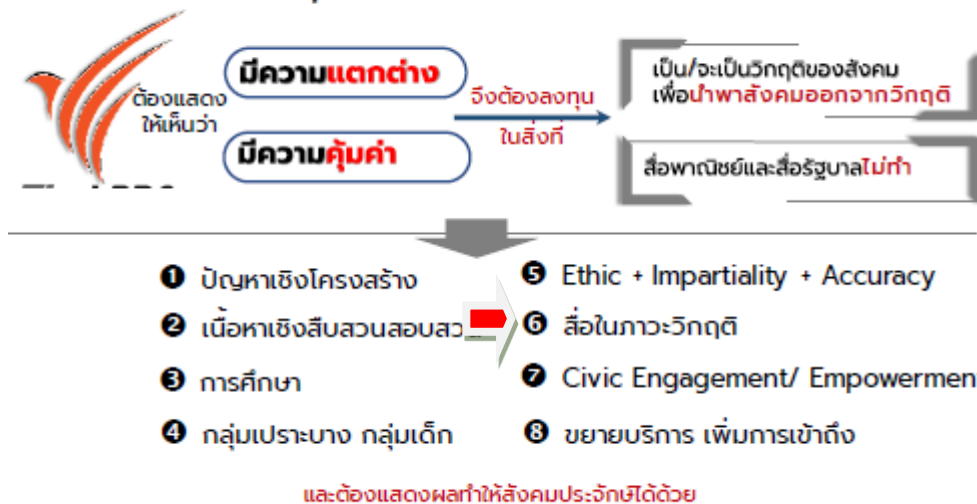 ต้องแสดง
ให้เห็นว่า
มีความแตกต่าง
มีความคุ้มค่า
จึงต้องลงทุน
ในสิ่งที่
เป็น/จะเป็นวิกฤติของสังคม
เพื่อนำพาสังคมออกจากวิกฤติ
สื่อพาณิชย์และสื่อรัฐบาลไม่ทำ
❶ ปัญหาเชิงโครงสร้าง
❷ เนื้อหาเชิงสืบสวนสอบสวน
❸ การศึกษา
❹ กลุ่มเปราะบาง กลุ่มเด็ก
❺ Ethic + Impartiality + Accuracy
❻ สื่อในภาวะวิกฤติ
❼ Civic Engagement/ Empowermen
❽ ขยายบริการ เพิ่มการเข้าถึง
และต้องแสดงผลทำให้สังคมประจักษ์ได้ด้วย